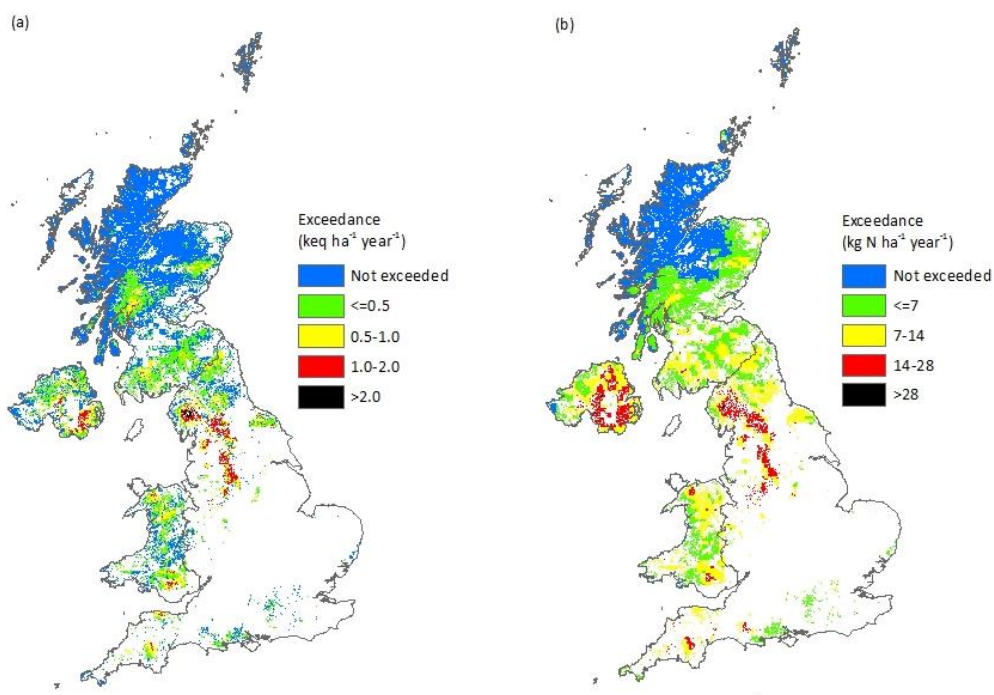 (a)
Exceedance
(keq ha⁻¹ year⁻¹)
Not exceeded
<=0.5
0.5-1.0
1.0-2.0
>2.0
(b)
Exceedance
(kg N ha⁻¹ year⁻¹)
Not exceeded
<=7
7-14
14-28
>28